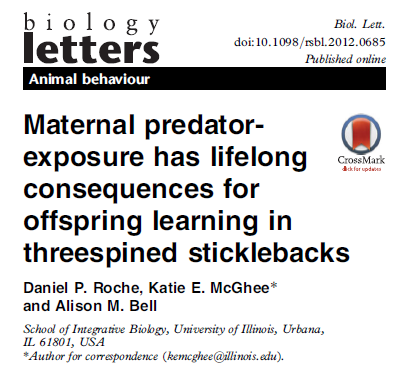 biology
letters
Animal behaviour
Biol. Lett.
doi:10.1098/rsbl.2012.0685
Published online
Maternal predator-
exposure has lifelong
consequences for
offspring learning in
threespined sticklebacks
CrossMark
click for updates
Daniel P. Roche, Katie E. McGhee*
and Alison M. Bell
School of Integrative Biology, University of Illinois, Urbana,
IL 61801, USA
*Author for correspondence (kemcghee@illinois.edu).